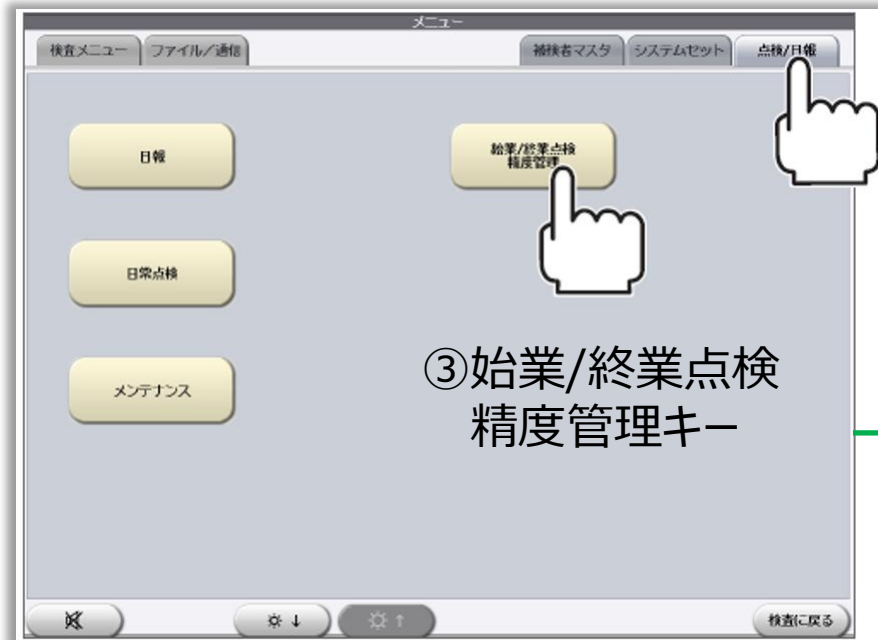 メニュー
検査メニュー ファイル/通信 被検者マスタ システムセット 点検/日報
日報
始業/終業点検
精度管理
日常点検
メンテナンス
③始業/終業点検
精度管理キー
↓
↑
検査に戻る